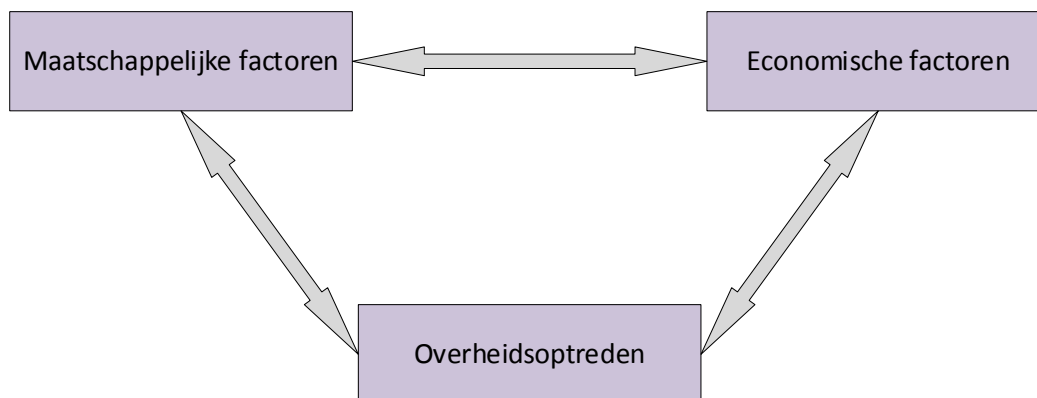 Maatschappelijke factoren
Economische factoren
Overheidsoptreden